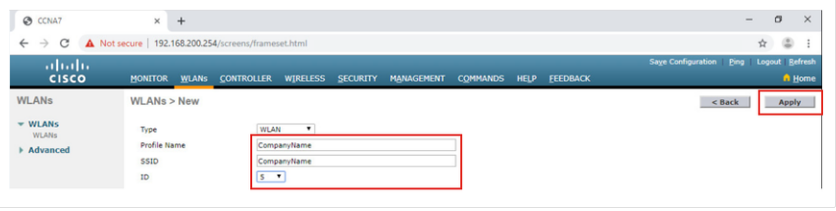 CCNA7
Not secure | 192.168.200.254/screens/frameset.html
Save Configuration | Ping | Logout | Refresh
CISCO
MONITOR WLANs CONTROLLER WIRELESS SECURITY MANAGEMENT COMMANDS HELP FEEDBACK
Home
WLANs
WLANs > New
< Back
Apply
WLANs
WLANs
Advanced
Type WLAN
Profile Name CompanyName
SSID CompanyName
ID 5